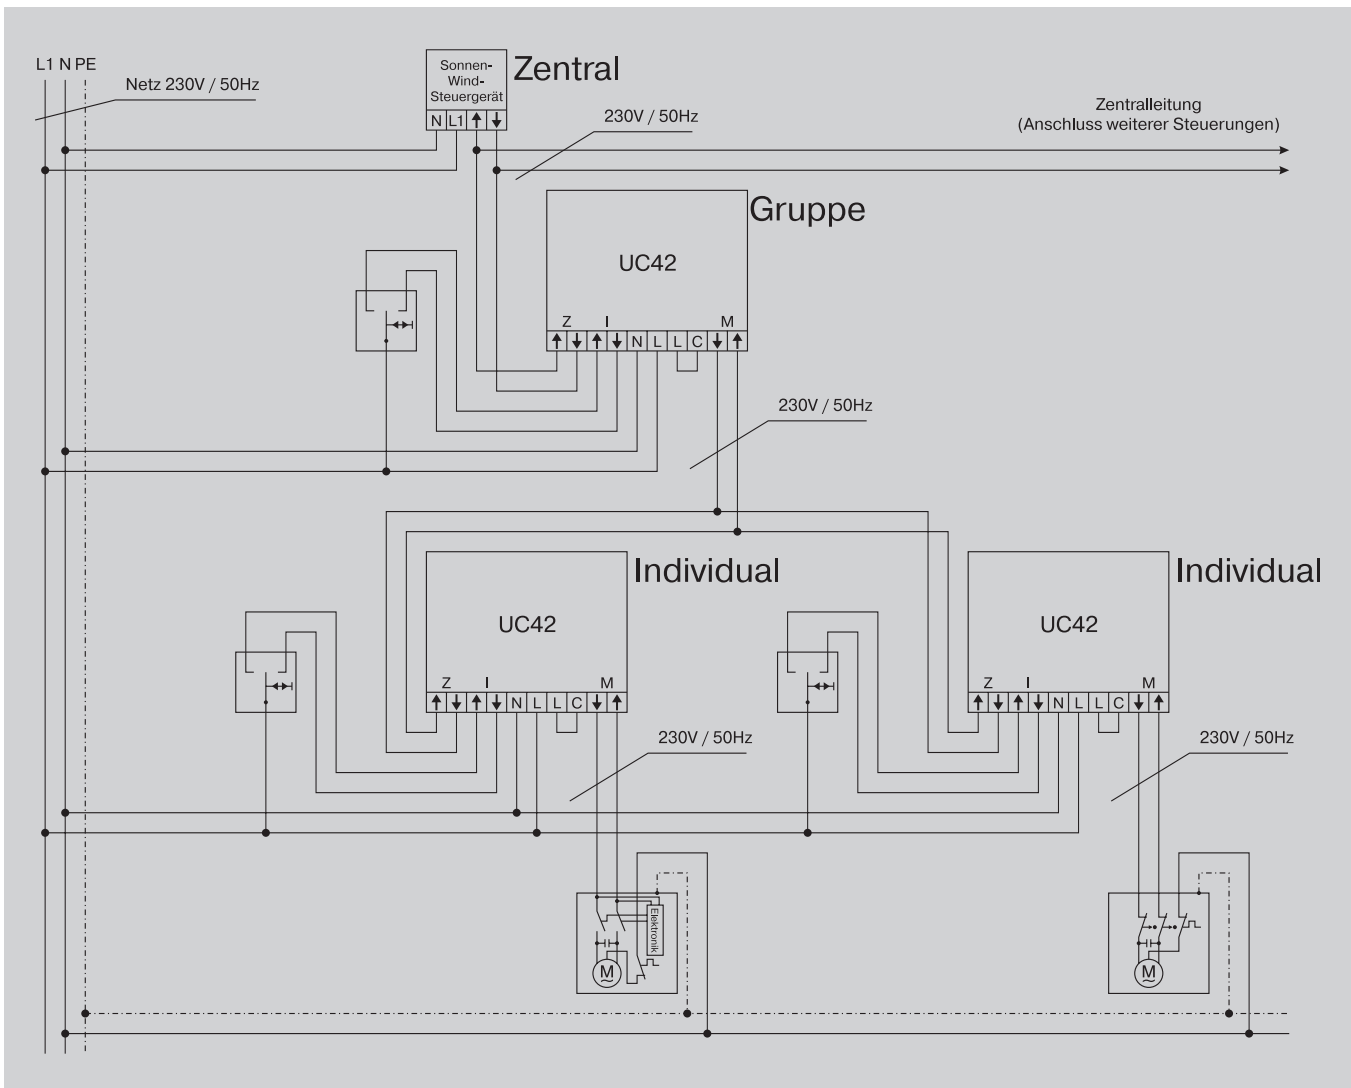 L1 N PE
Netz 230V / 50Hz
Sonnen-
Wind-
Steuergerät
Zentral
N L1
230V / 50Hz
Zentralleitung
(Anschluss weiterer Steuerungen)
Gruppe
UC42
Z I M
N L L C
230V / 50Hz
Individual
UC42
Z I M
N L L C
230V / 50Hz
Individual
UC42
Z I M
N L L C
230V / 50Hz
Elektronik
M
M